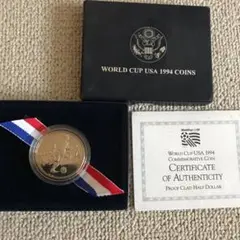 WORLD CUP USA 1994 COINS
WORLD CUP USA 1994
COMMEMORATIVE COIN
CERTIFICATE
OF AUTHENTICITY
PROOF CLAD HALF DOLLAR